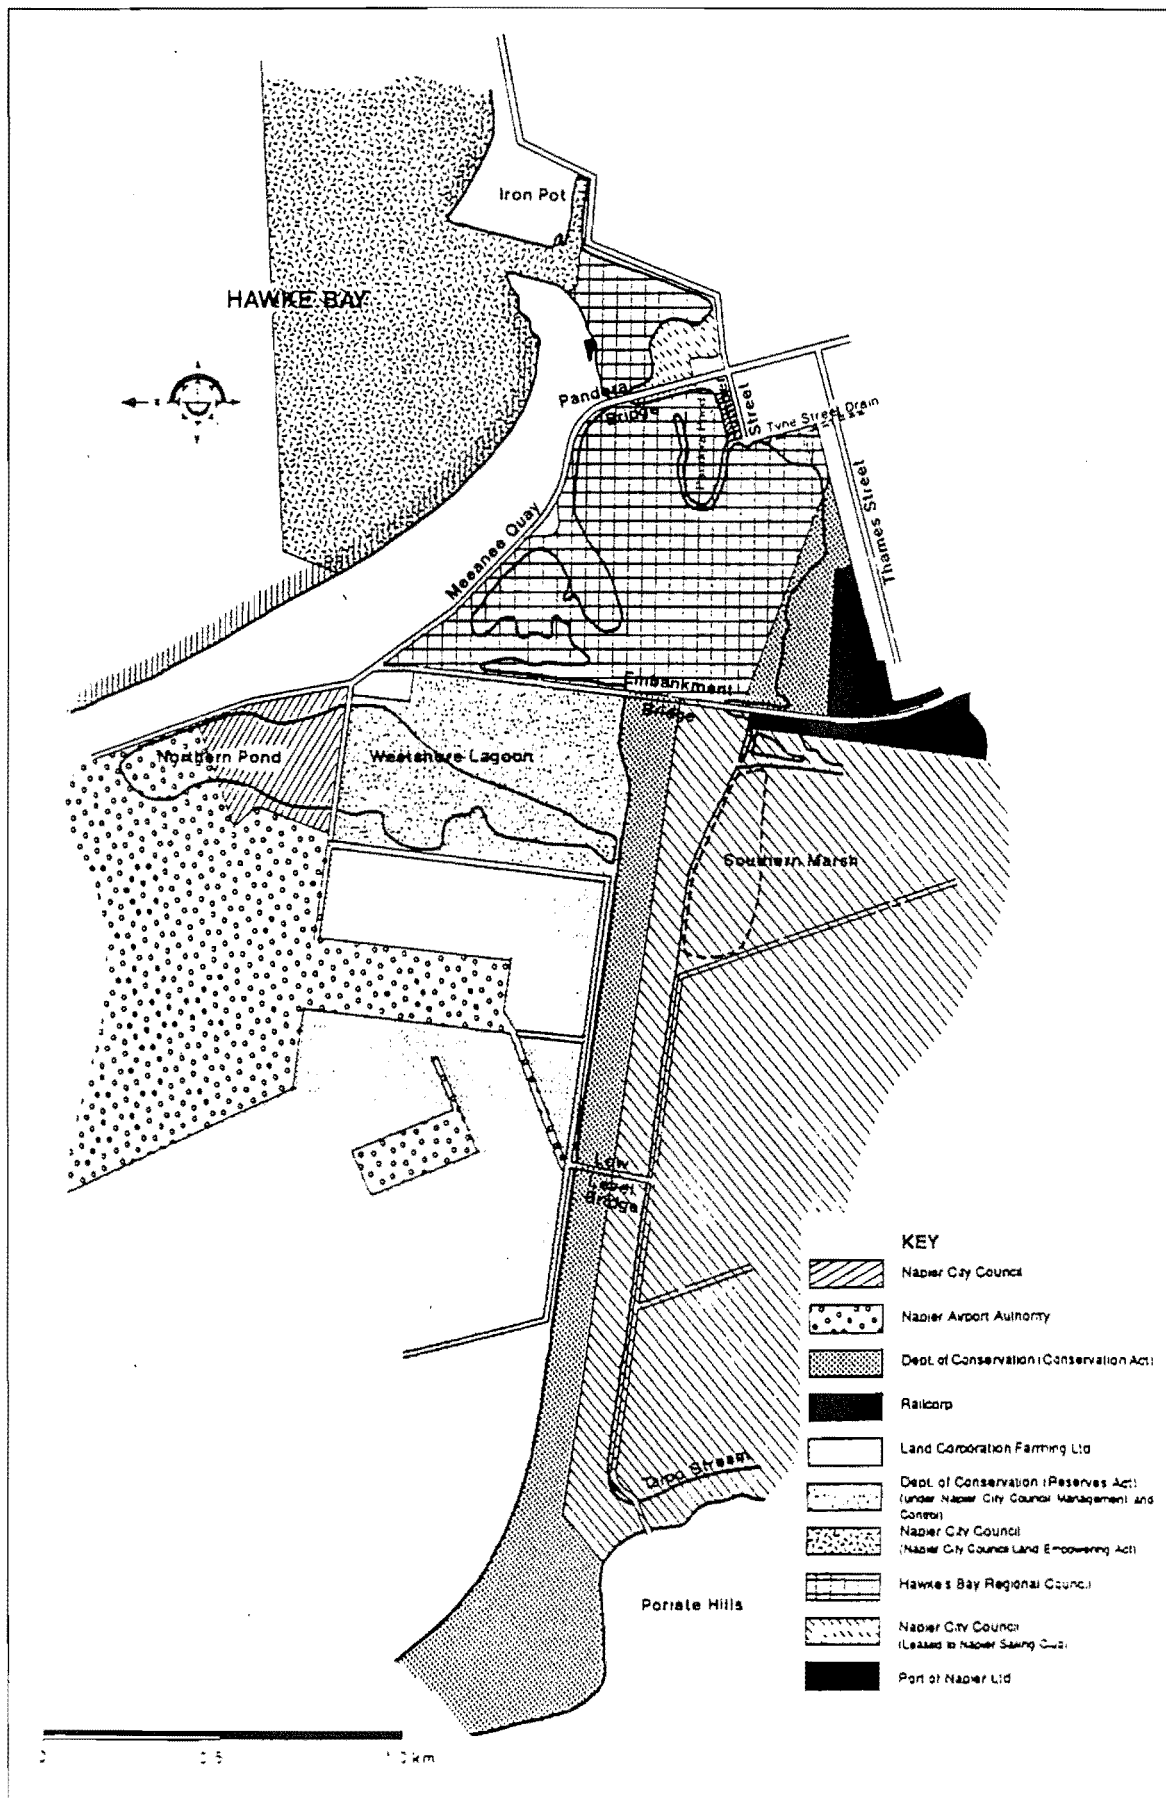 Iron Pot
HAWKE BAY
Pandora
Bridge
Street
Tyne Street Drain
Thames Street
Meeanee Quay
Embankment
Bridge
Northern Pond
Westshore Lagoon
Southern Marsh
Low
Level
Bridge
Taipo Stream
Poriate Hills
KEY
Napier City Council
Napier Airport Authority
Dept. of Conservation (Conservation Act)
Railcorp
Land Corporation Farming Ltd
Dept. of Conservation (Reserves Act)
(under Napier City Council Management and
Control)
Napier City Council
(Napier City Council Land Empowering Act)
Hawke's Bay Regional Council
Napier City Council
(Leased to Napier Sailing Club)
Port of Napier Ltd
0 0.5 1.0 km